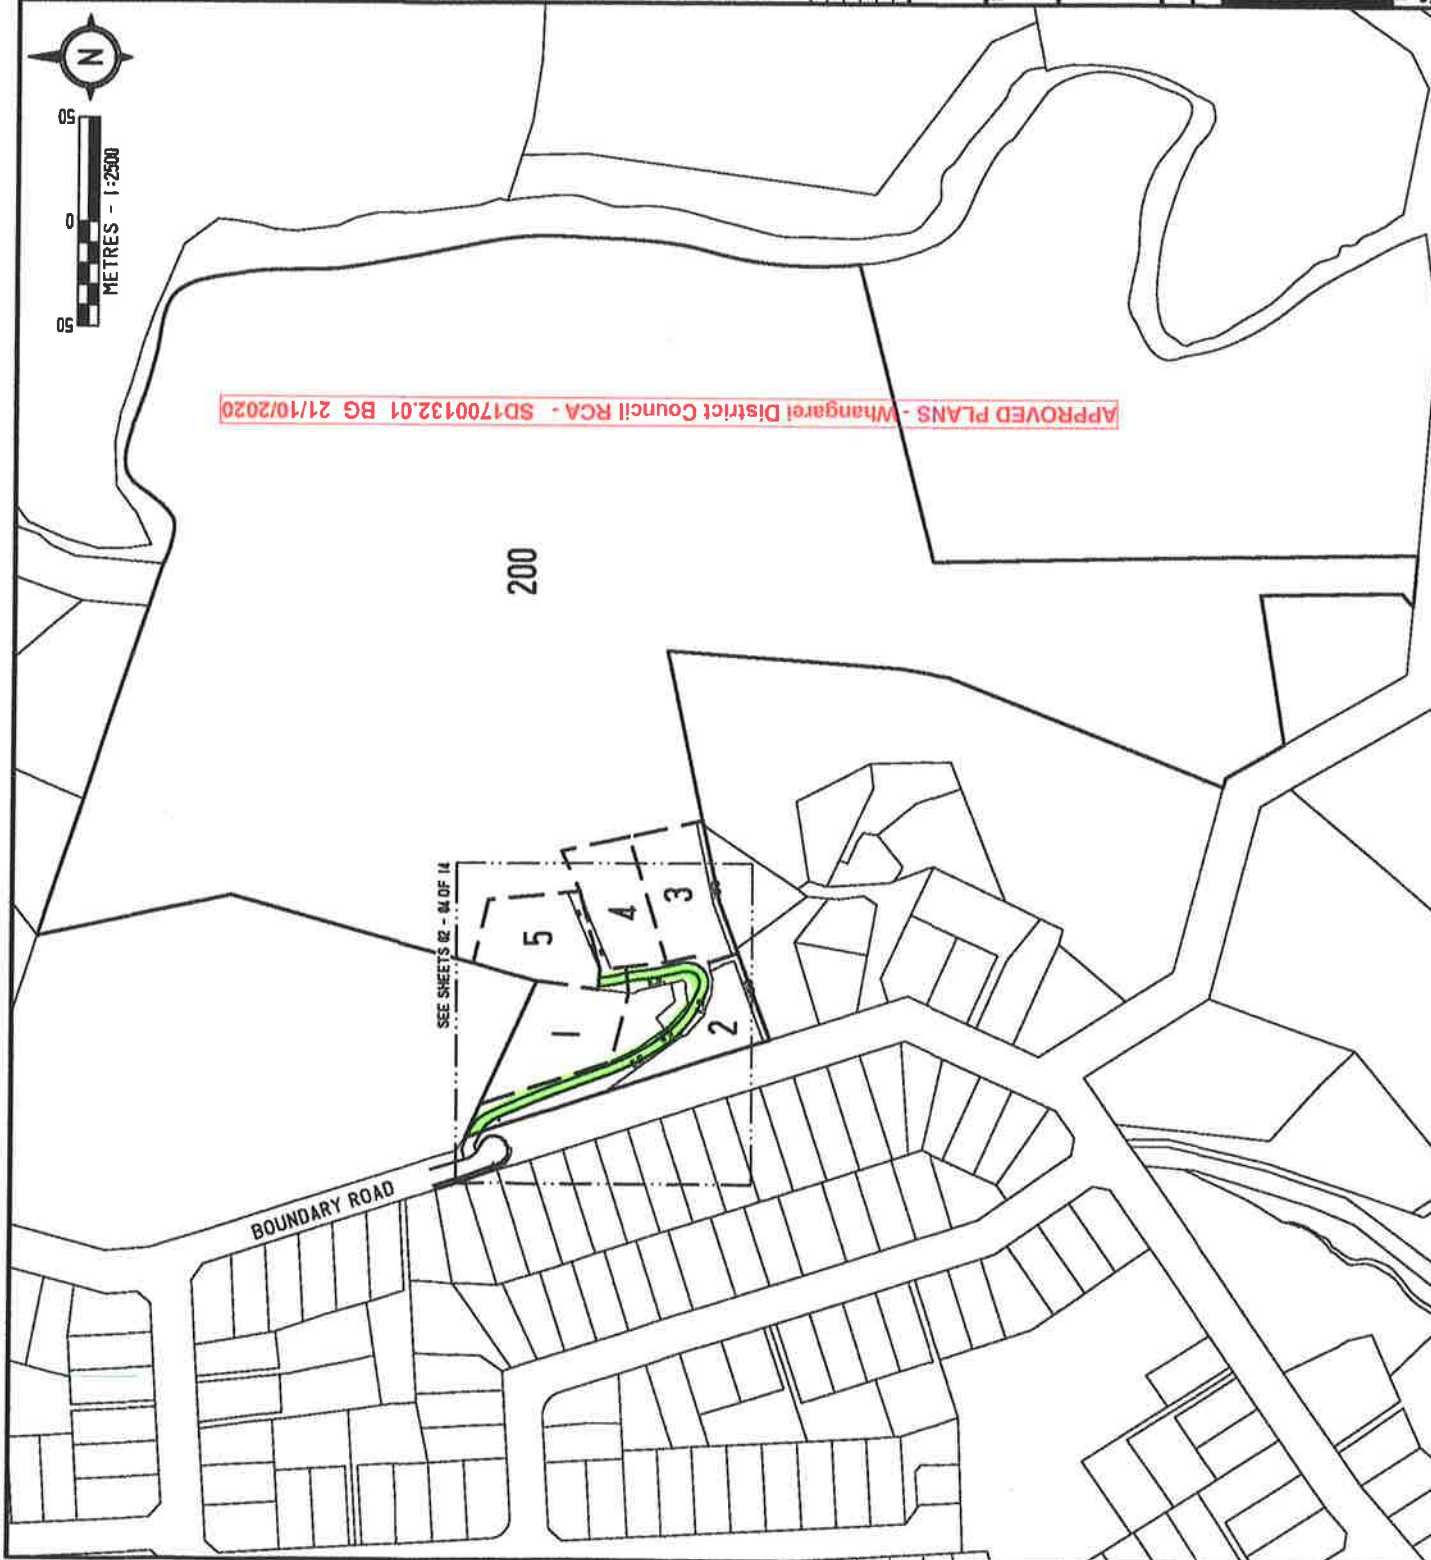 N
50 0 50
METRES - 1:2500
APPROVED PLANS - Whangarei District Council RCA - SD1700132.01 BG 21/10/2020
200
SEE SHEETS 02 - 04 OF 14
5
4
3
1
2
BOUNDARY ROAD